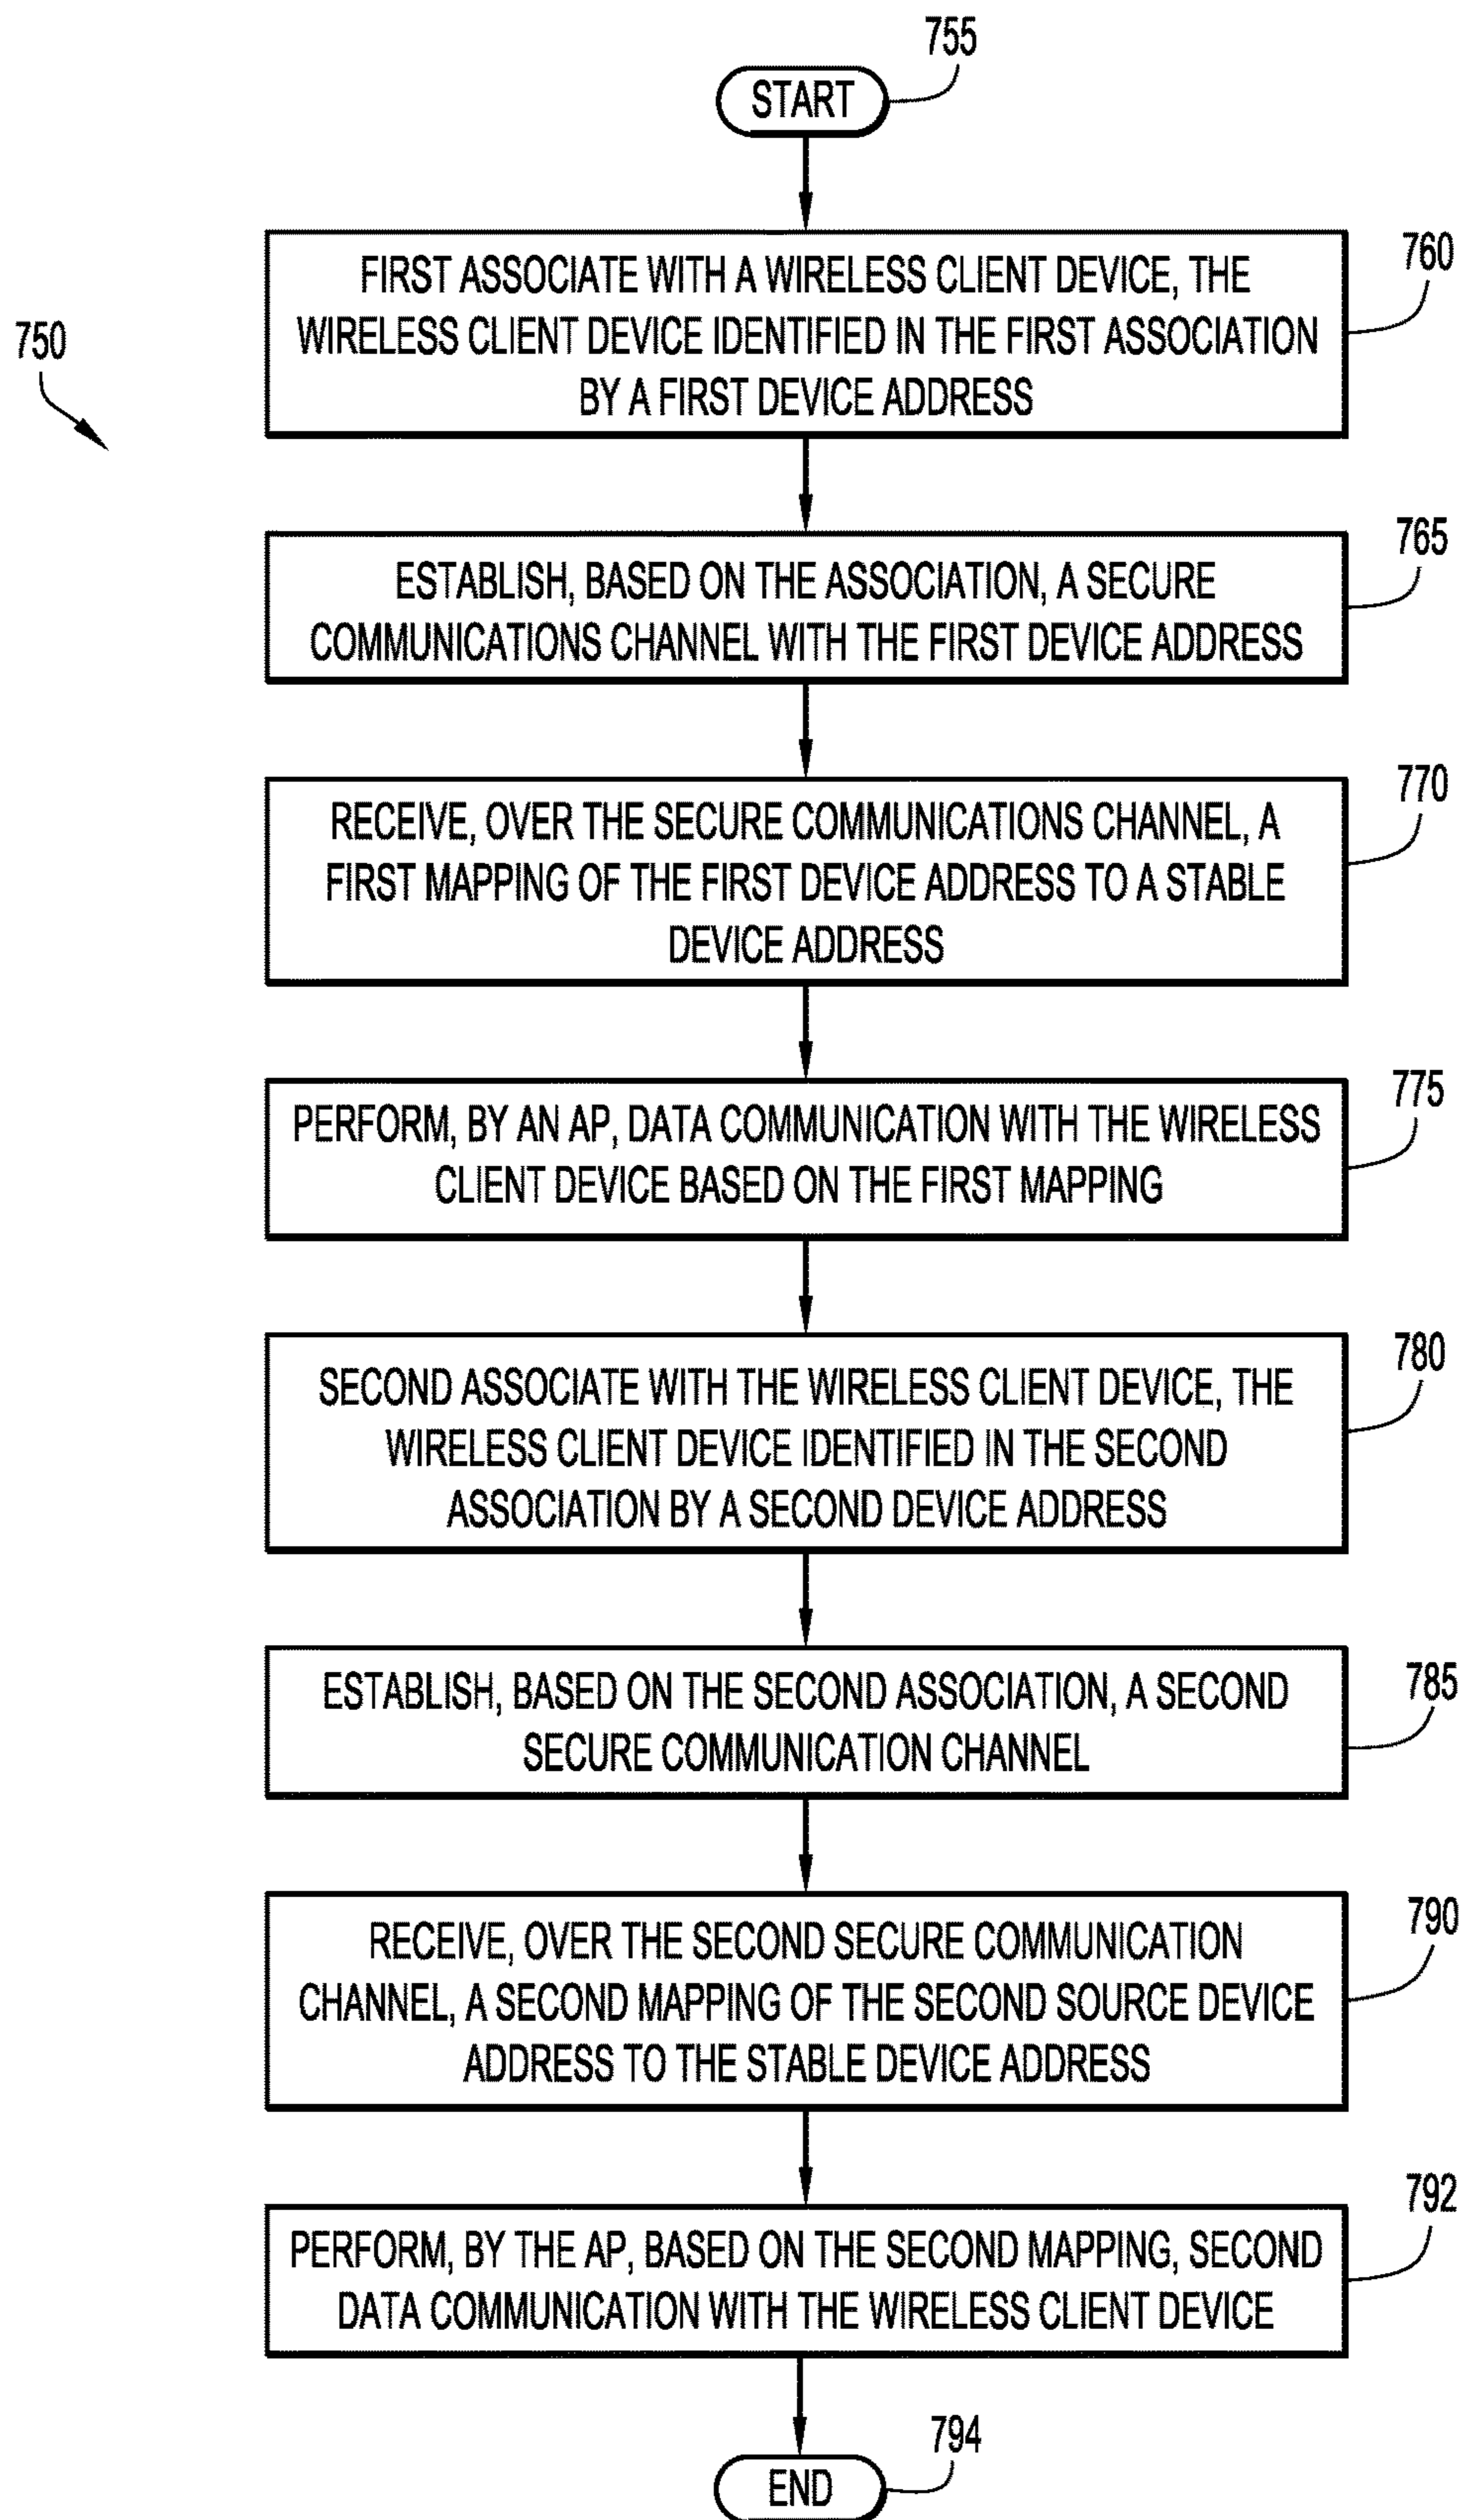 755
START
FIRST ASSOCIATE WITH A WIRELESS CLIENT DEVICE, THE
WIRELESS CLIENT DEVICE IDENTIFIED IN THE FIRST ASSOCIATION
BY A FIRST DEVICE ADDRESS
760
750
ESTABLISH, BASED ON THE ASSOCIATION, A SECURE
COMMUNICATIONS CHANNEL WITH THE FIRST DEVICE ADDRESS
765
RECEIVE, OVER THE SECURE COMMUNICATIONS CHANNEL, A
FIRST MAPPING OF THE FIRST DEVICE ADDRESS TO A STABLE
DEVICE ADDRESS
770
PERFORM, BY AN AP, DATA COMMUNICATION WITH THE WIRELESS
CLIENT DEVICE BASED ON THE FIRST MAPPING
775
SECOND ASSOCIATE WITH THE WIRELESS CLIENT DEVICE, THE
WIRELESS CLIENT DEVICE IDENTIFIED IN THE SECOND
ASSOCIATION BY A SECOND DEVICE ADDRESS
780
ESTABLISH, BASED ON THE SECOND ASSOCIATION, A SECOND
SECURE COMMUNICATION CHANNEL
785
RECEIVE, OVER THE SECOND SECURE COMMUNICATION
CHANNEL, A SECOND MAPPING OF THE SECOND SOURCE DEVICE
ADDRESS TO THE STABLE DEVICE ADDRESS
790
PERFORM, BY THE AP, BASED ON THE SECOND MAPPING, SECOND
DATA COMMUNICATION WITH THE WIRELESS CLIENT DEVICE
792
794
END